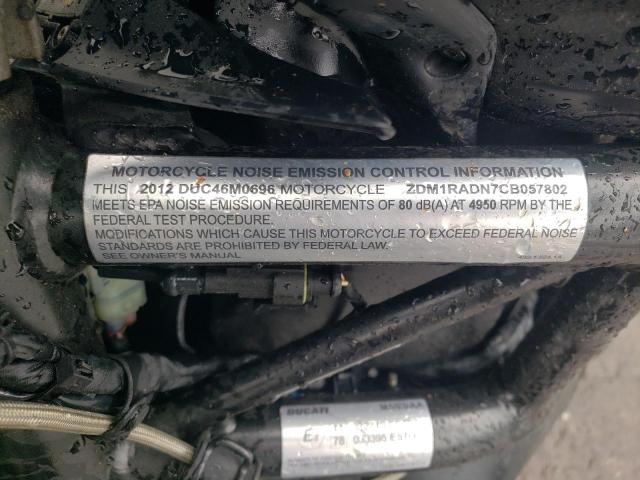 MOTORCYCLE NOISE EMISSION CONTROL INFORMATION
THIS 2012 DUC46M0696 MOTORCYCLE ZDM1RADN7CB057802
MEETS EPA NOISE EMISSION REQUIREMENTS OF 80 dB(A) AT 4950 RPM BY THE
FEDERAL TEST PROCEDURE.
MODIFICATIONS WHICH CAUSE THIS MOTORCYCLE TO EXCEED FEDERAL NOISE
STANDARDS ARE PROHIBITED BY FEDERAL LAW.
SEE OWNER'S MANUAL
DUCATI
78